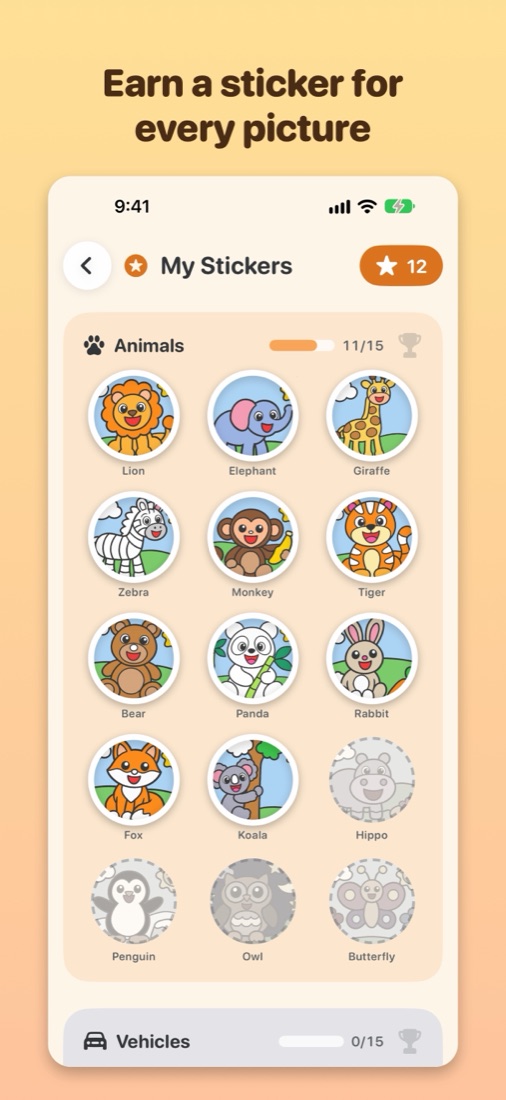 Earn a sticker for
every picture
9:41
My Stickers
12
Animals
11/15
Lion
Elephant
Giraffe
Zebra
Monkey
Tiger
Bear
Panda
Rabbit
Fox
Koala
Hippo
Penguin
Owl
Butterfly
Vehicles
0/15